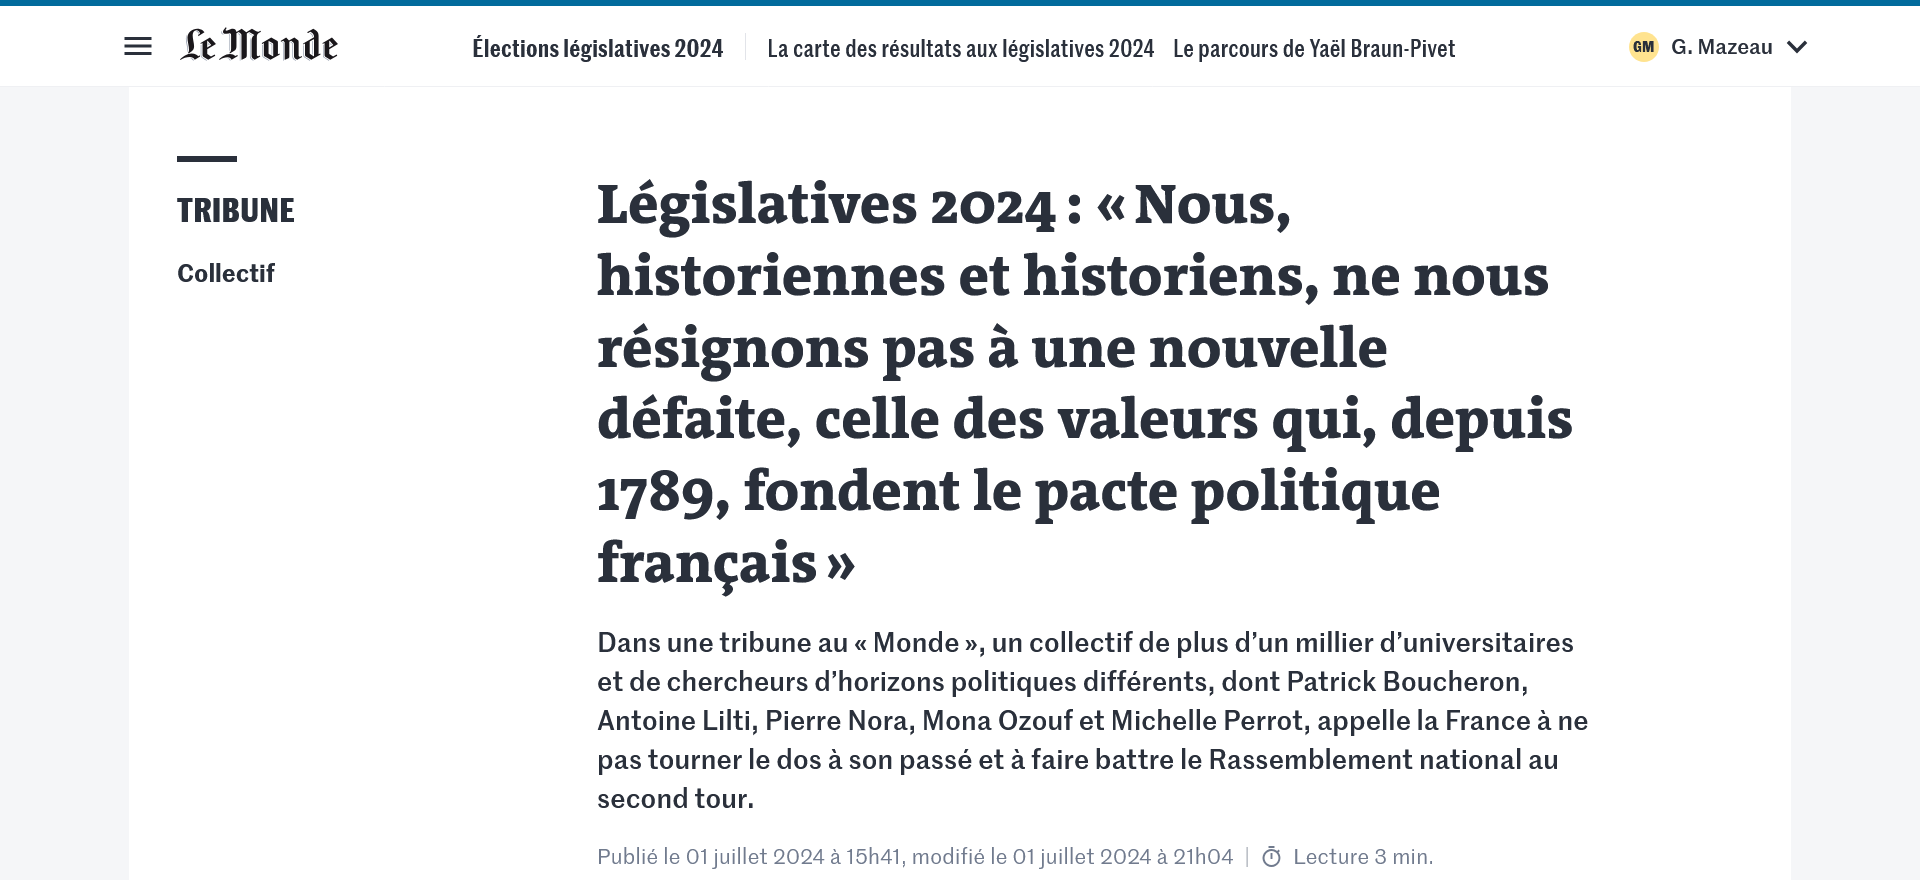 Le Monde
Élections législatives 2024
La carte des résultats aux législatives 2024
Le parcours de Yaël Braun-Pivet
GM
G. Mazeau
TRIBUNE
Collectif
Législatives 2024 : « Nous,
historiennes et historiens, ne nous
résignons pas à une nouvelle
défaite, celle des valeurs qui, depuis
1789, fondent le pacte politique
français »
Dans une tribune au « Monde », un collectif de plus d’un millier d’universitaires
et de chercheurs d’horizons politiques différents, dont Patrick Boucheron,
Antoine Lilti, Pierre Nora, Mona Ozouf et Michelle Perrot, appelle la France à ne
pas tourner le dos à son passé et à faire battre le Rassemblement national au
second tour.
Publié le 01 juillet 2024 à 15h41, modifié le 01 juillet 2024 à 21h04 | Lecture 3 min.